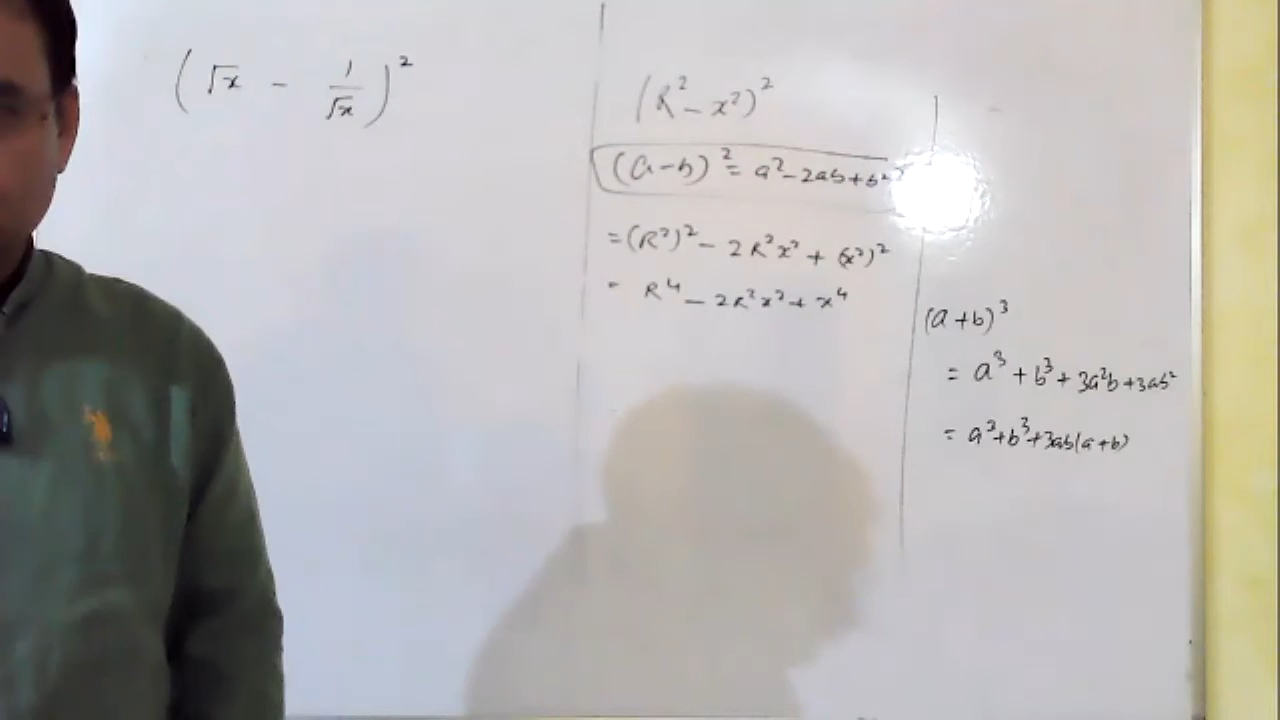 (√x - 1/√x)²
(R² - x²)²
(a-b)² = a² - 2ab + b²
= (R²)² - 2R²x² + (x²)²
= R⁴ - 2R²x² + x⁴
(a+b)³
= a³ + b³ + 3a²b + 3ab²
= a³+b³+3ab(a+b)